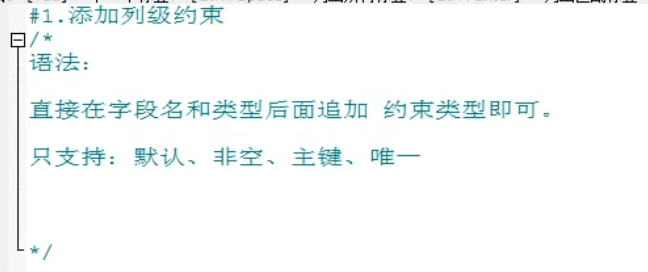 #1.添加列级约束
/*
语法：
直接在字段名和类型后面追加 约束类型即可。
只支持：默认、非空、主键、唯一
*/